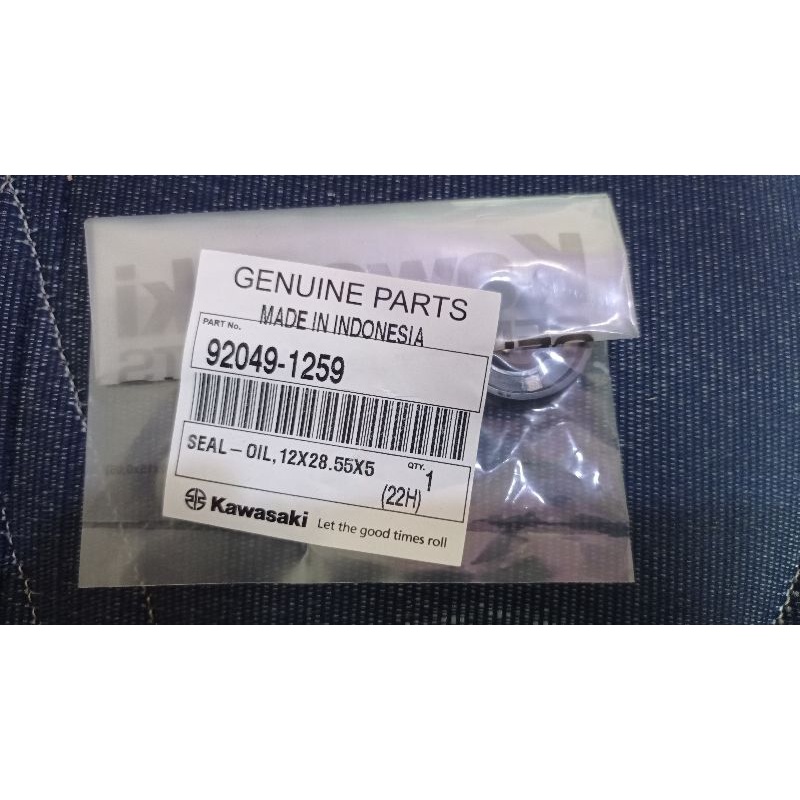 GENUINE PARTS
MADE IN INDONESIA
PART No.
92049-1259
SEAL - OIL, 12X28.55X5
QTY.
1
(22H)
Kawasaki Let the good times roll